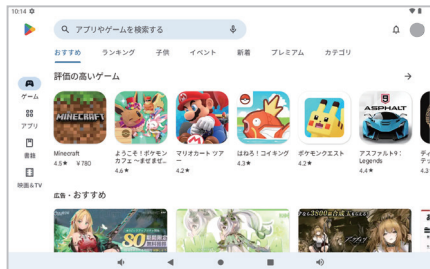 10:14
アプリやゲームを検索する
おすすめ ランキング 子供 イベント 新着 プレミアム カテゴリ
評価の高いゲーム
ゲーム
アプリ
書籍
映画&TV
MINECRAFT
ASPHALT
Minecraft
4.5★ ¥780
ようこそ！ポケモン
カフェ ～まぜまぜ...
4.6★
マリオカート ツア
ー
4.2★
はねろ！コイキング
4.3★
ポケモンクエスト
4.2★
アスファルト9：
Legends
4.4★
ディ
4.3
広告・おすすめ